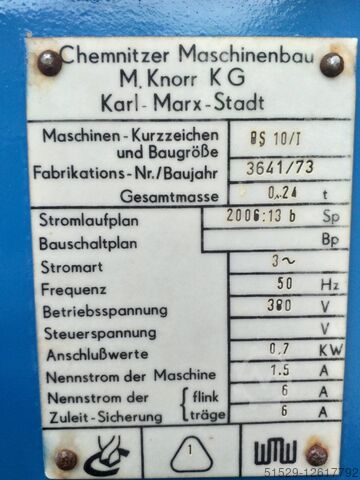 Chemnitzer Maschinenbau
M. Knorr K G
Karl-Marx-Stadt
Maschinen-Kurzzeichen
und Baugröße BS 10/I
Fabrikations-Nr./Baujahr 3641/73
Gesamtmasse 0.24 t
Stromlaufplan 2006:13 b Sp
Bauschaltplan Bp
Stromart 3~
Frequenz 50 Hz
Betriebsspannung 380 V
Steuerspannung V
Anschlußwerte 0,7 KW
Nennstrom der Maschine 1.5 A
Nennstrom der { flink 6 A
Zuleit-Sicherung { träge 6 A
1
WMW
51529-12617792